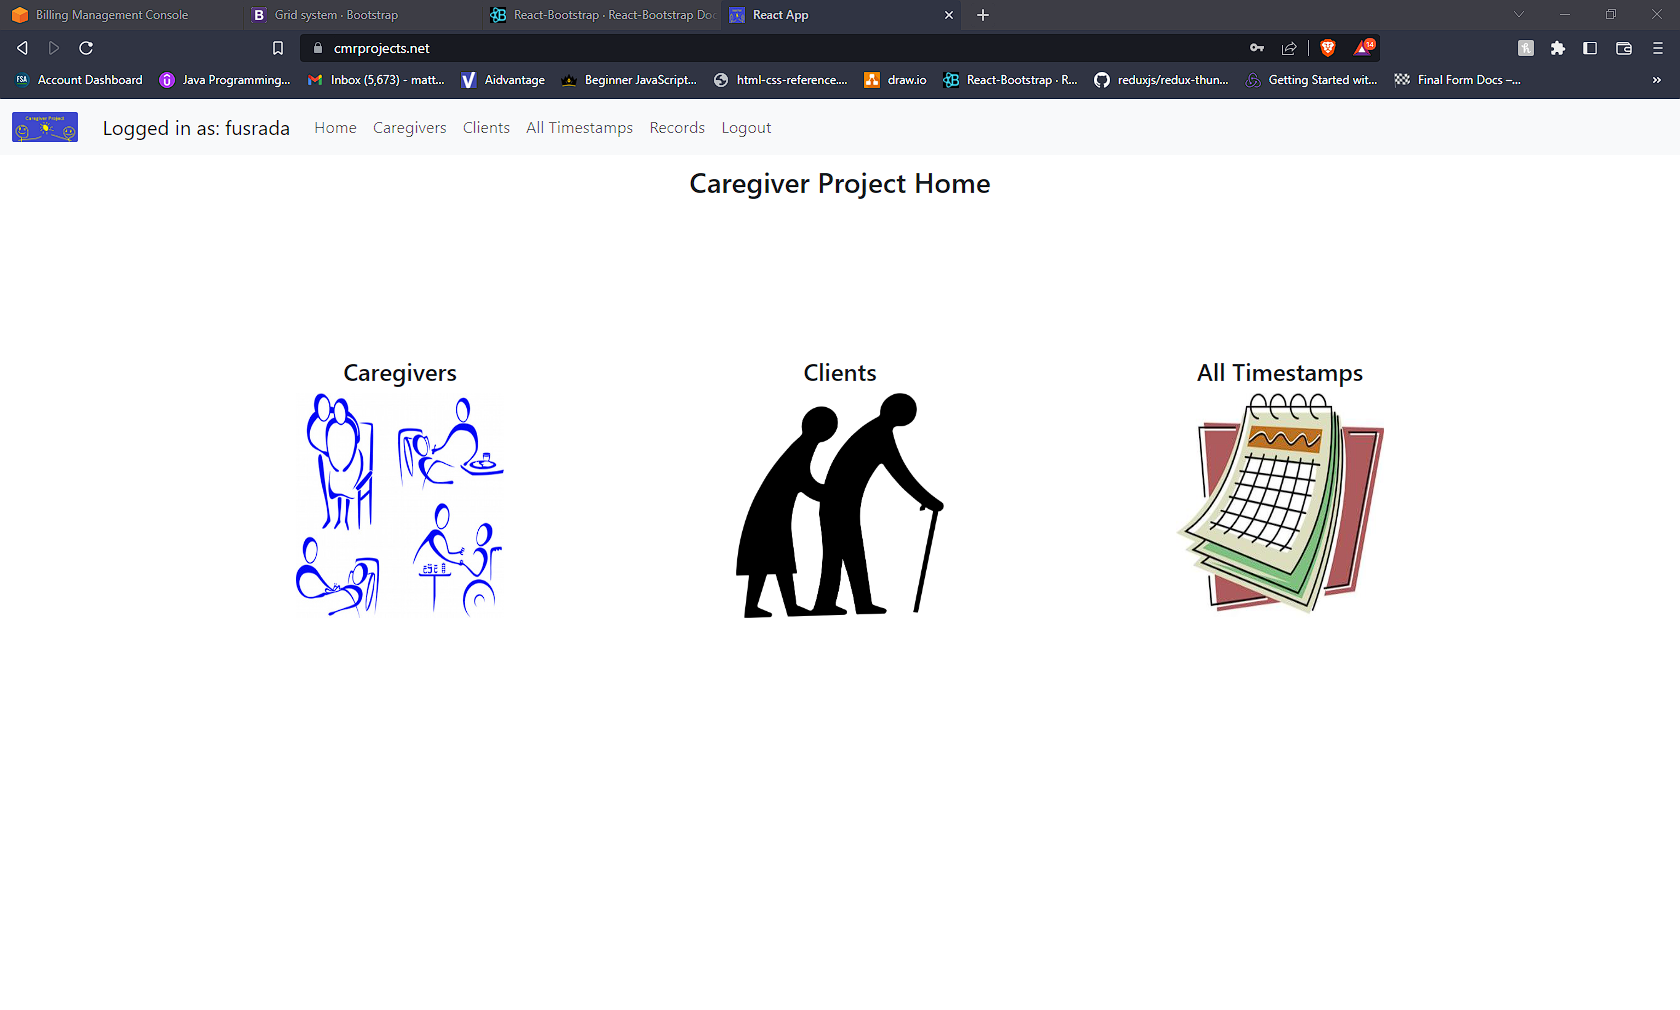 Billing Management Console
Grid system · Bootstrap
React-Bootstrap · React-Bootstrap Doc
React App
cmrprojects.net
14
FSA
Account Dashboard
Java Programming...
Inbox (5,673) - matt...
Aidvantage
Beginner JavaScript...
html-css-reference....
draw.io
React-Bootstrap · R...
reduxjs/redux-thun...
Getting Started wit...
Final Form Docs –...
»
Caregiver Project
Logged in as: fusrada
Home
Caregivers
Clients
All Timestamps
Records
Logout
Caregiver Project Home
Caregivers
Clients
All Timestamps